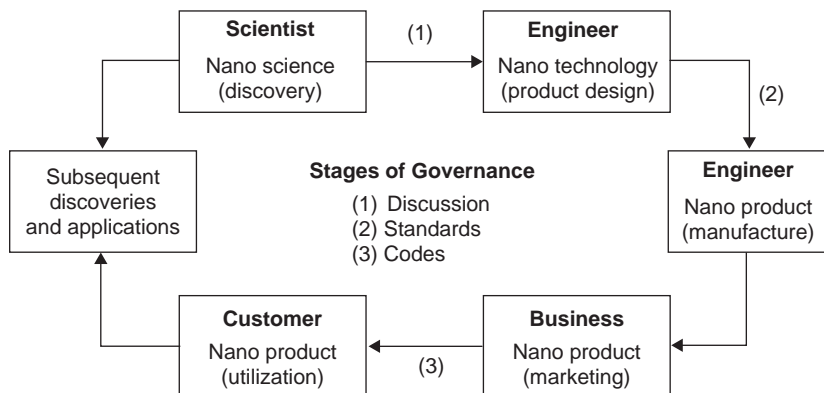 Scientist
Nano science
(discovery)
(1)
Engineer
Nano technology
(product design)
(2)
Subsequent
discoveries
and applications
Stages of Governance
(1) Discussion
(2) Standards
(3) Codes
Engineer
Nano product
(manufacture)
Customer
Nano product
(utilization)
(3)
Business
Nano product
(marketing)